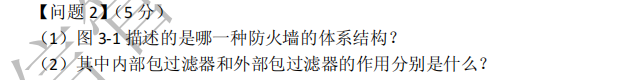 【问题 2】（5 分）
（1）图 3-1 描述的是哪一种防火墙的体系结构？
（2）其中内部包过滤器和外部包过滤器的作用分别是什么？